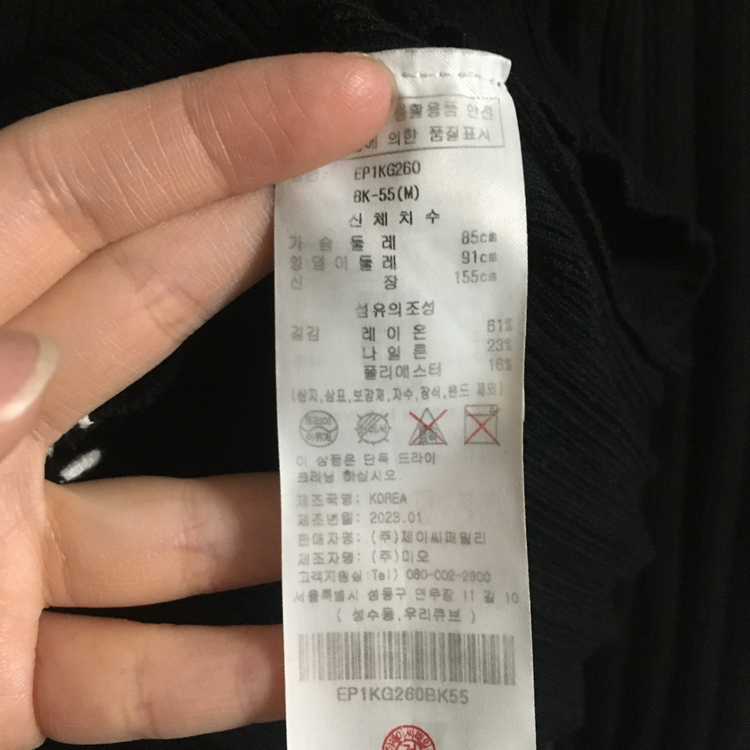 활용품 안전
에 의한 품질표시
EP1KG260
BK-55(M)
신체치수
가슴둘레 85cm
엉덩이둘레 91cm
신장 155cm
섬유의조성
겉감 레이온 61%
나일론 23%
폴리에스터 16%
(심지,상표,보강제,자수,장식,밴드 제외)
드라이
이 상품은 단독 드라이
크리닝 하십시오.
제조국명: KOREA
제조년월: 2023.01
판매자명: (주)제이씨패밀리
제조자명: (주)미오
고객지원실:Tel) 080-002-2800
서울특별시 성동구 연무장 11 길 10
( 성수동,우리큐브 )
EP1KG260BK55